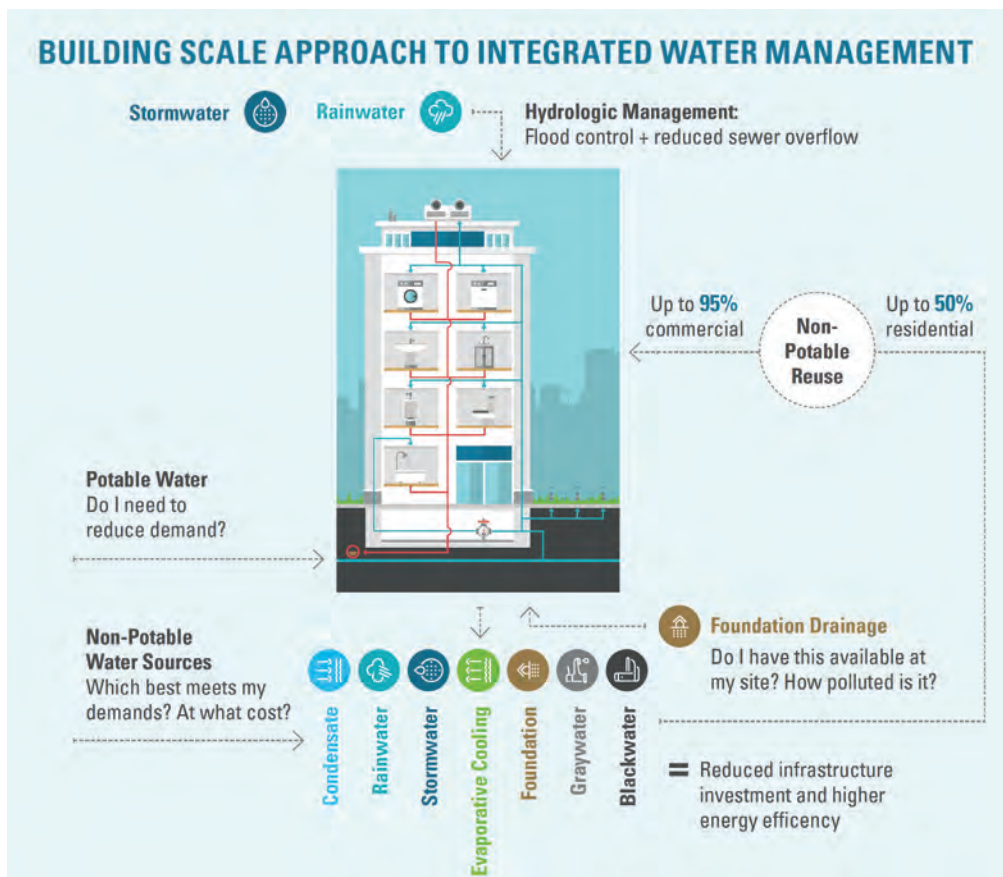 BUILDING SCALE APPROACH TO INTEGRATED WATER MANAGEMENT
Stormwater
Rainwater
Hydrologic Management:
Flood control + reduced sewer overflow
Up to 95%
commercial
Non-
Potable
Reuse
Up to 50%
residential
Potable Water
Do I need to
reduce demand?
Non-Potable
Water Sources
Which best meets my
demands? At what cost?
Foundation Drainage
Do I have this available at
my site? How polluted is it?
Condensate
Rainwater
Stormwater
Evaporative Cooling
Foundation
Graywater
Blackwater
= Reduced infrastructure
investment and higher
energy efficency